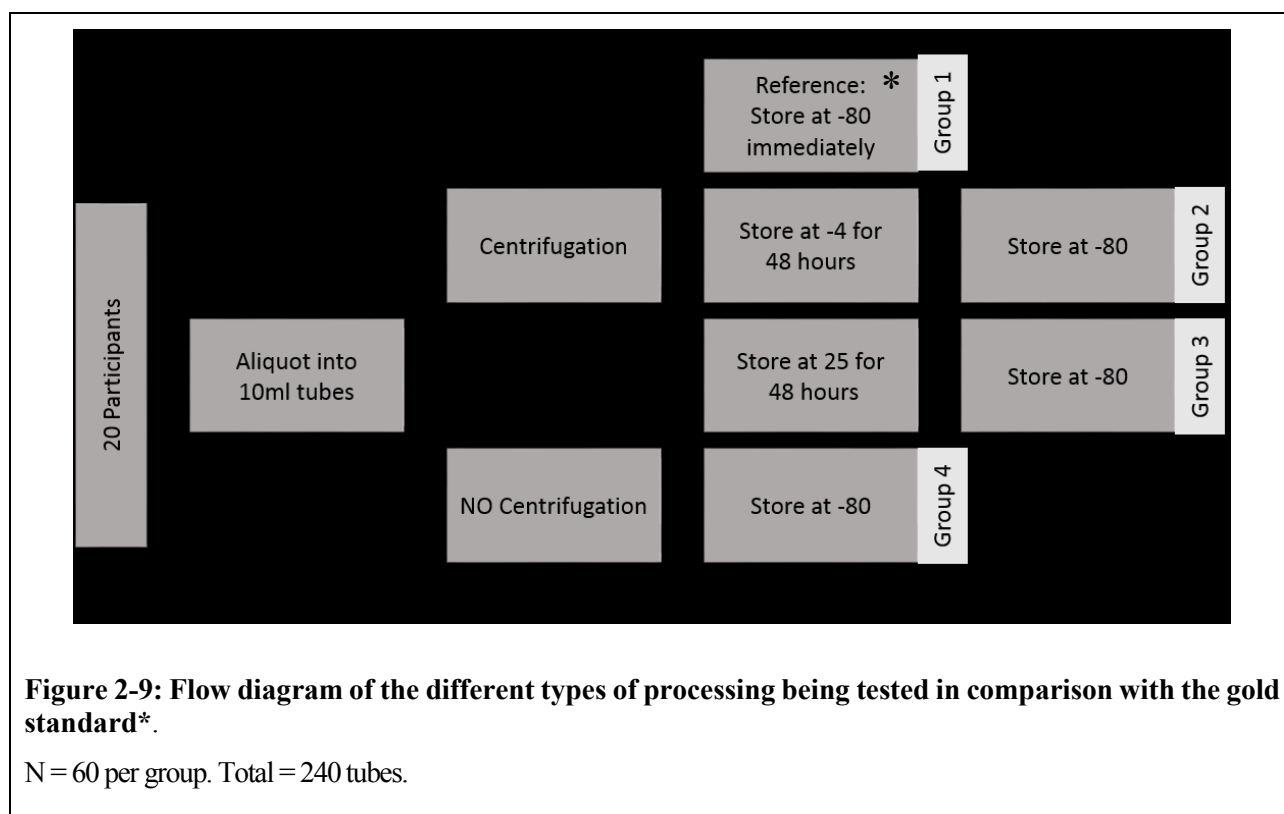 Reference: *
Store at -80
immediately
Group 1
Centrifugation
Store at -4 for
48 hours
Store at -80
Group 2
20 Participants
Aliquot into
10ml tubes
Store at 25 for
48 hours
Store at -80
Group 3
NO Centrifugation
Store at -80
Group 4
Figure 2-9: Flow diagram of the different types of processing being tested in comparison with the gold
standard*.
N = 60 per group. Total = 240 tubes.